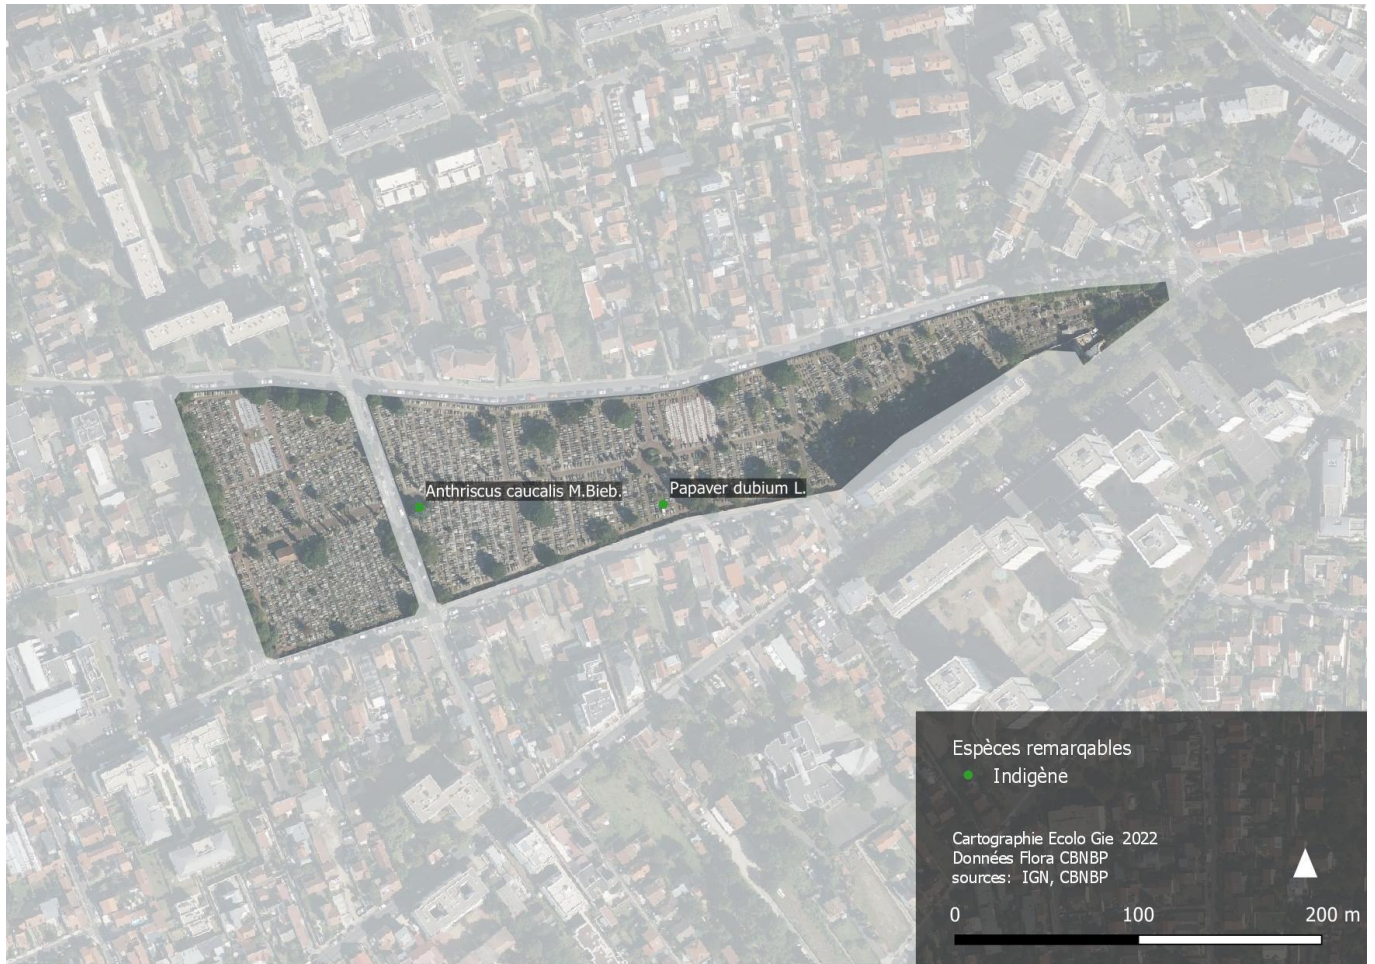 Anthriscus caucalis M.Bieb.
Papaver dubium L.
Espèces remarqables
Indigène
Cartographie Ecolo Gie 2022
Données Flora CBNBP
sources: IGN, CBNBP
0 100 200 m